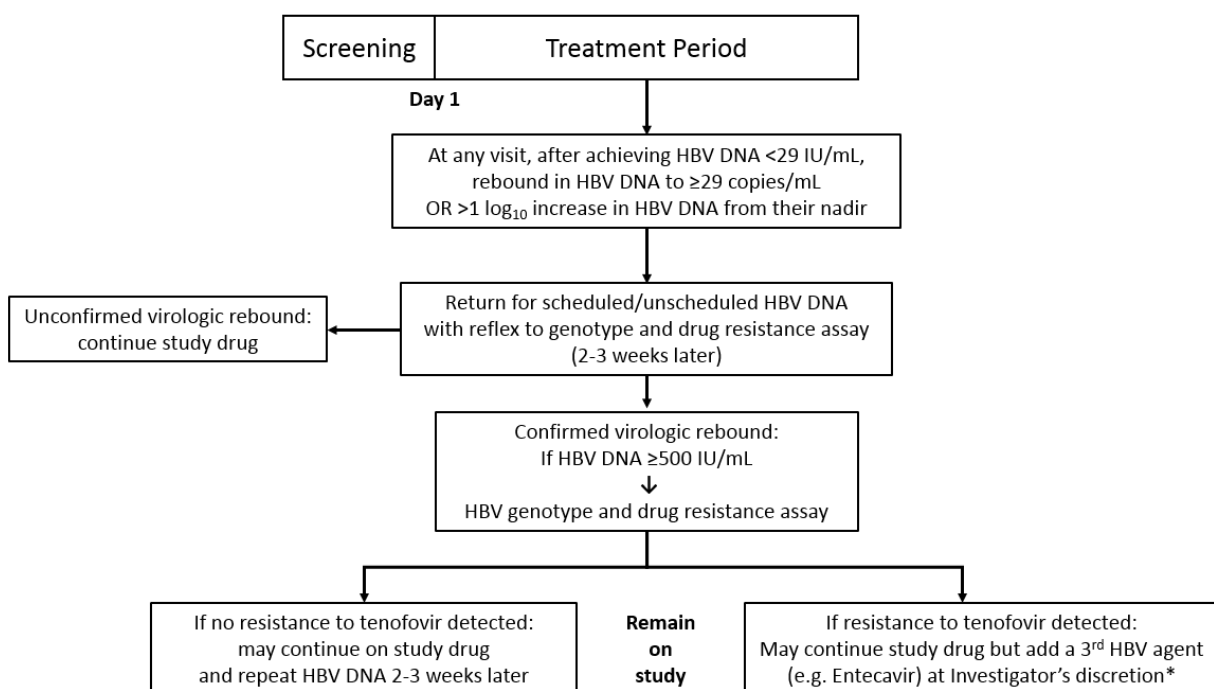 Screening
Treatment Period
Day 1
At any visit, after achieving HBV DNA <29 IU/mL,
rebound in HBV DNA to ≥29 copies/mL
OR >1 log₁₀ increase in HBV DNA from their nadir
Return for scheduled/unscheduled HBV DNA
with reflex to genotype and drug resistance assay
(2-3 weeks later)
Unconfirmed virologic rebound:
continue study drug
Confirmed virologic rebound:
If HBV DNA ≥500 IU/mL
HBV genotype and drug resistance assay
If no resistance to tenofovir detected:
may continue on study drug
and repeat HBV DNA 2-3 weeks later
Remain
on
study
If resistance to tenofovir detected:
May continue study drug but add a 3ʳᵈ HBV agent
(e.g. Entecavir) at Investigator's discretion*